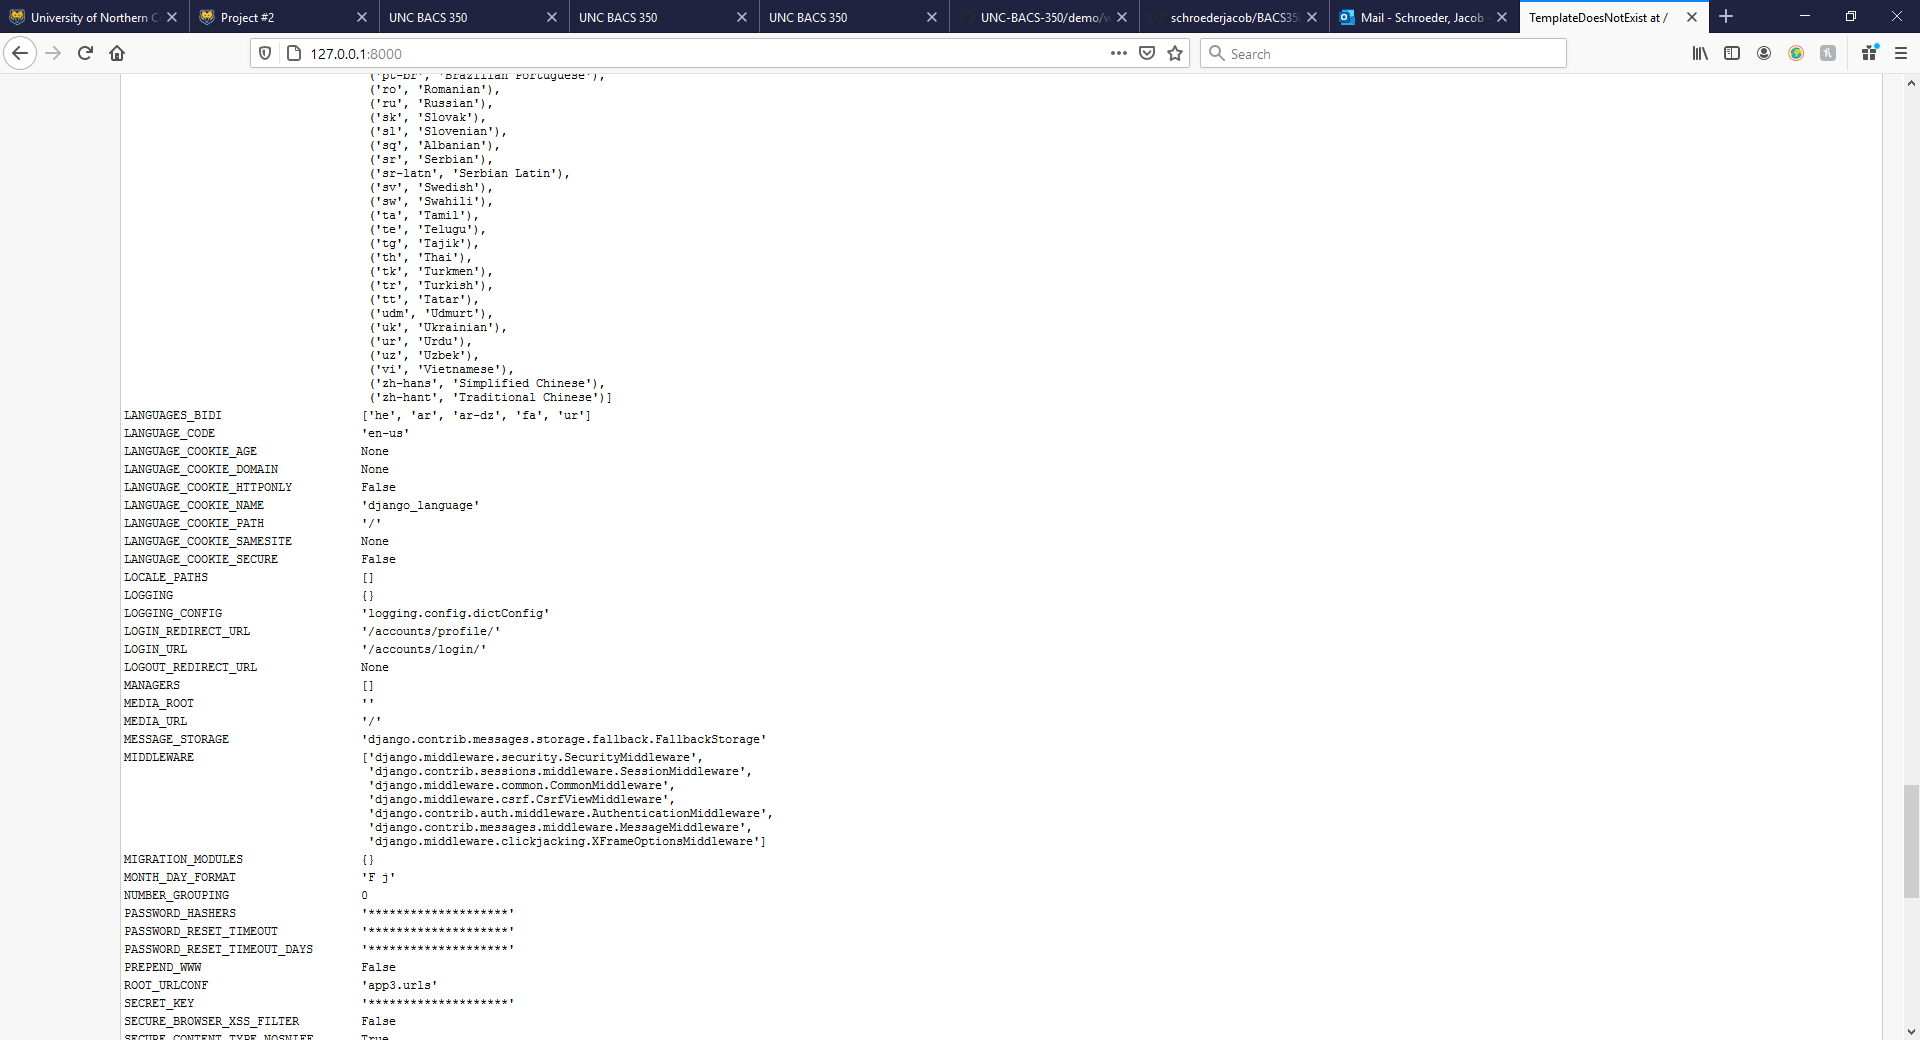 University of Northern C
Project #2
UNC BACS 350
UNC BACS 350
UNC BACS 350
UNC-BACS-350/demo/w
schroederjacob/BACS35
Mail - Schroeder, Jacob -
TemplateDoesNotExist at /
127.0.0.1:8000
Search
('pt-br', 'Brazilian Portuguese'),
('ro', 'Romanian'),
('ru', 'Russian'),
('sk', 'Slovak'),
('sl', 'Slovenian'),
('sq', 'Albanian'),
('sr', 'Serbian'),
('sr-latn', 'Serbian Latin'),
('sv', 'Swedish'),
('sw', 'Swahili'),
('ta', 'Tamil'),
('te', 'Telugu'),
('tg', 'Tajik'),
('th', 'Thai'),
('tk', 'Turkmen'),
('tr', 'Turkish'),
('tt', 'Tatar'),
('udm', 'Udmurt'),
('uk', 'Ukrainian'),
('ur', 'Urdu'),
('uz', 'Uzbek'),
('vi', 'Vietnamese'),
('zh-hans', 'Simplified Chinese'),
('zh-hant', 'Traditional Chinese')]
LANGUAGES_BIDI ['he', 'ar', 'ar-dz', 'fa', 'ur']
LANGUAGE_CODE 'en-us'
LANGUAGE_COOKIE_AGE None
LANGUAGE_COOKIE_DOMAIN None
LANGUAGE_COOKIE_HTTPONLY False
LANGUAGE_COOKIE_NAME 'django_language'
LANGUAGE_COOKIE_PATH '/'
LANGUAGE_COOKIE_SAMESITE None
LANGUAGE_COOKIE_SECURE False
LOCALE_PATHS []
LOGGING {}
LOGGING_CONFIG 'logging.config.dictConfig'
LOGIN_REDIRECT_URL '/accounts/profile/'
LOGIN_URL '/accounts/login/'
LOGOUT_REDIRECT_URL None
MANAGERS []
MEDIA_ROOT ''
MEDIA_URL '/'
MESSAGE_STORAGE 'django.contrib.messages.storage.fallback.FallbackStorage'
MIDDLEWARE ['django.middleware.security.SecurityMiddleware',
'django.contrib.sessions.middleware.SessionMiddleware',
'django.middleware.common.CommonMiddleware',
'django.middleware.csrf.CsrfViewMiddleware',
'django.contrib.auth.middleware.AuthenticationMiddleware',
'django.contrib.messages.middleware.MessageMiddleware',
'django.middleware.clickjacking.XFrameOptionsMiddleware']
MIGRATION_MODULES {}
MONTH_DAY_FORMAT 'F j'
NUMBER_GROUPING 0
PASSWORD_HASHERS '********************'
PASSWORD_RESET_TIMEOUT '********************'
PASSWORD_RESET_TIMEOUT_DAYS '********************'
PREPEND_WWW False
ROOT_URLCONF 'app3.urls'
SECRET_KEY '********************'
SECURE_BROWSER_XSS_FILTER False
SECURE_CONTENT_TYPE_NOSNIFF True